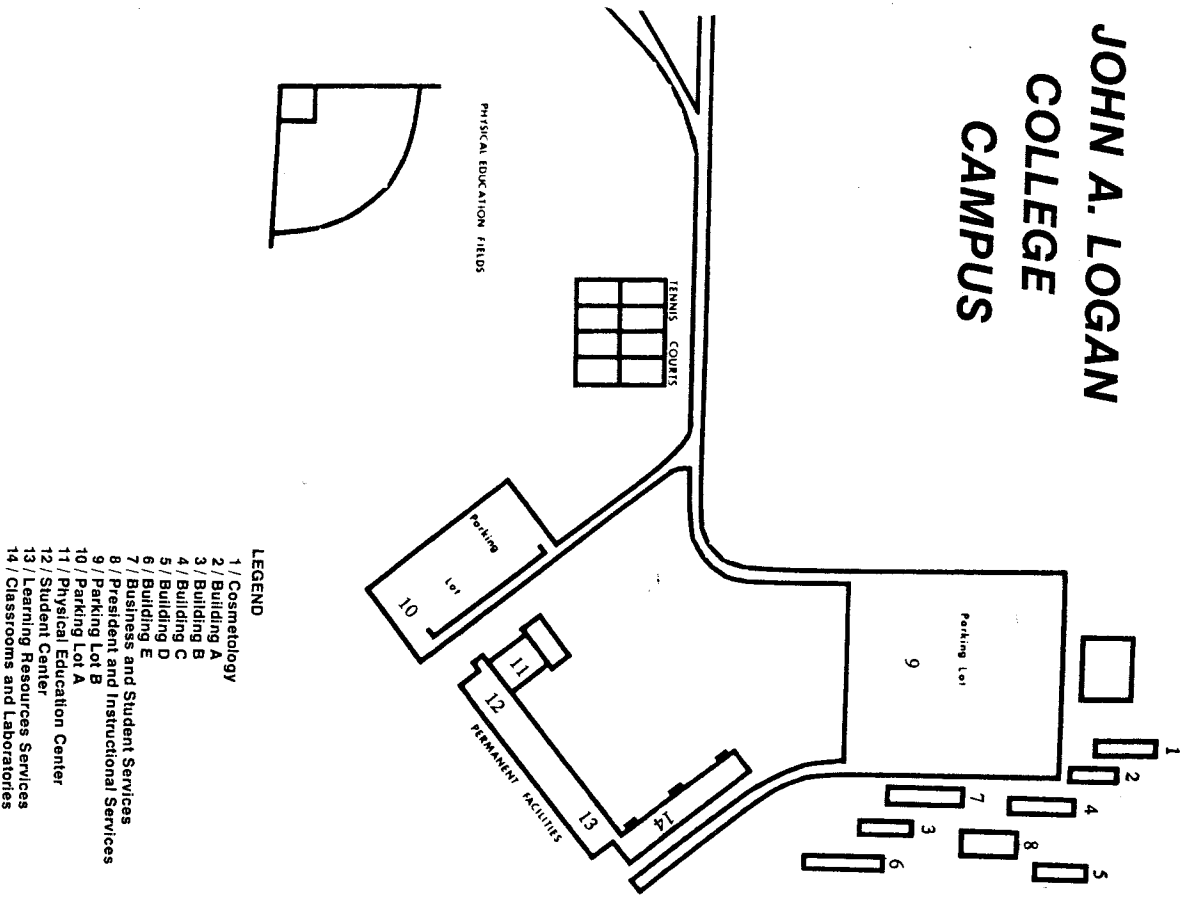 JOHN A. LOGAN
COLLEGE
CAMPUS
PHYSICAL EDUCATION FIELDS
TENNIS COURTS
Parking Lot
10
11
12
PERMANENT FACILITIES
13
14
Parking Lot
9
1
2
7
4
3
8
6
5
LEGEND
1 / Cosmetology
2 / Building A
3 / Building B
4 / Building C
5 / Building D
6 / Building E
7 / Business and Student Services
8 / President and Instructional Services
9 / Parking Lot B
10 / Parking Lot A
11 / Physical Education Center
12 / Student Center
13 / Learning Resources Services
14 / Classrooms and Laboratories